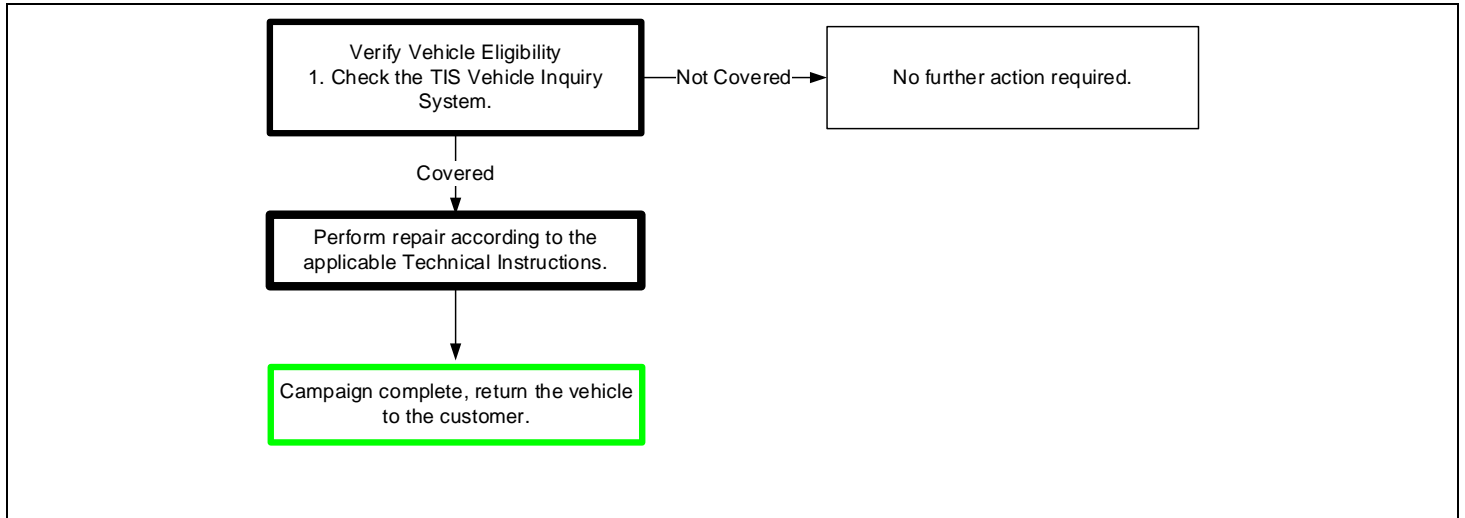 Verify Vehicle Eligibility
1. Check the TIS Vehicle Inquiry
System.
Not Covered
No further action required.
Covered
Perform repair according to the
applicable Technical Instructions.
Campaign complete, return the vehicle
to the customer.